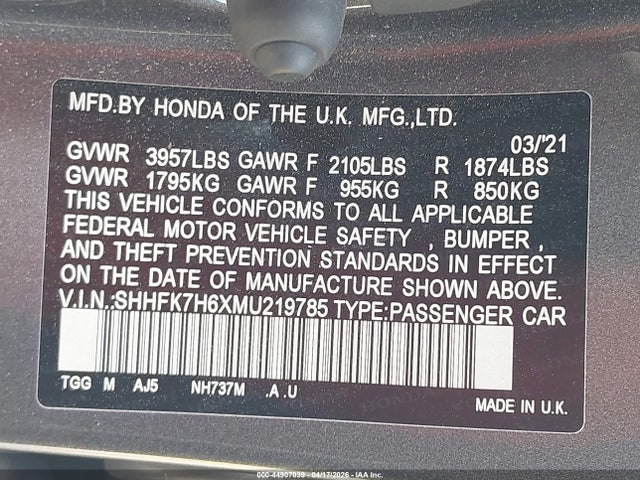 MFD.BY HONDA OF THE U.K. MFG.,LTD.
03/'21
GVWR 3957LBS GAWR F 2105LBS R 1874LBS
GVWR 1795KG GAWR F 955KG R 850KG
THIS VEHICLE CONFORMS TO ALL APPLICABLE
FEDERAL MOTOR VEHICLE SAFETY , BUMPER ,
AND THEFT PREVENTION STANDARDS IN EFFECT
ON THE DATE OF MANUFACTURE SHOWN ABOVE.
V.I.N.:SHHFK7H6XMU219785 TYPE:PASSENGER CAR
TGG M AJ5 NH737M .A .U
MADE IN U.K.
000-44907039 - 04/17/2026 - IAA Inc.